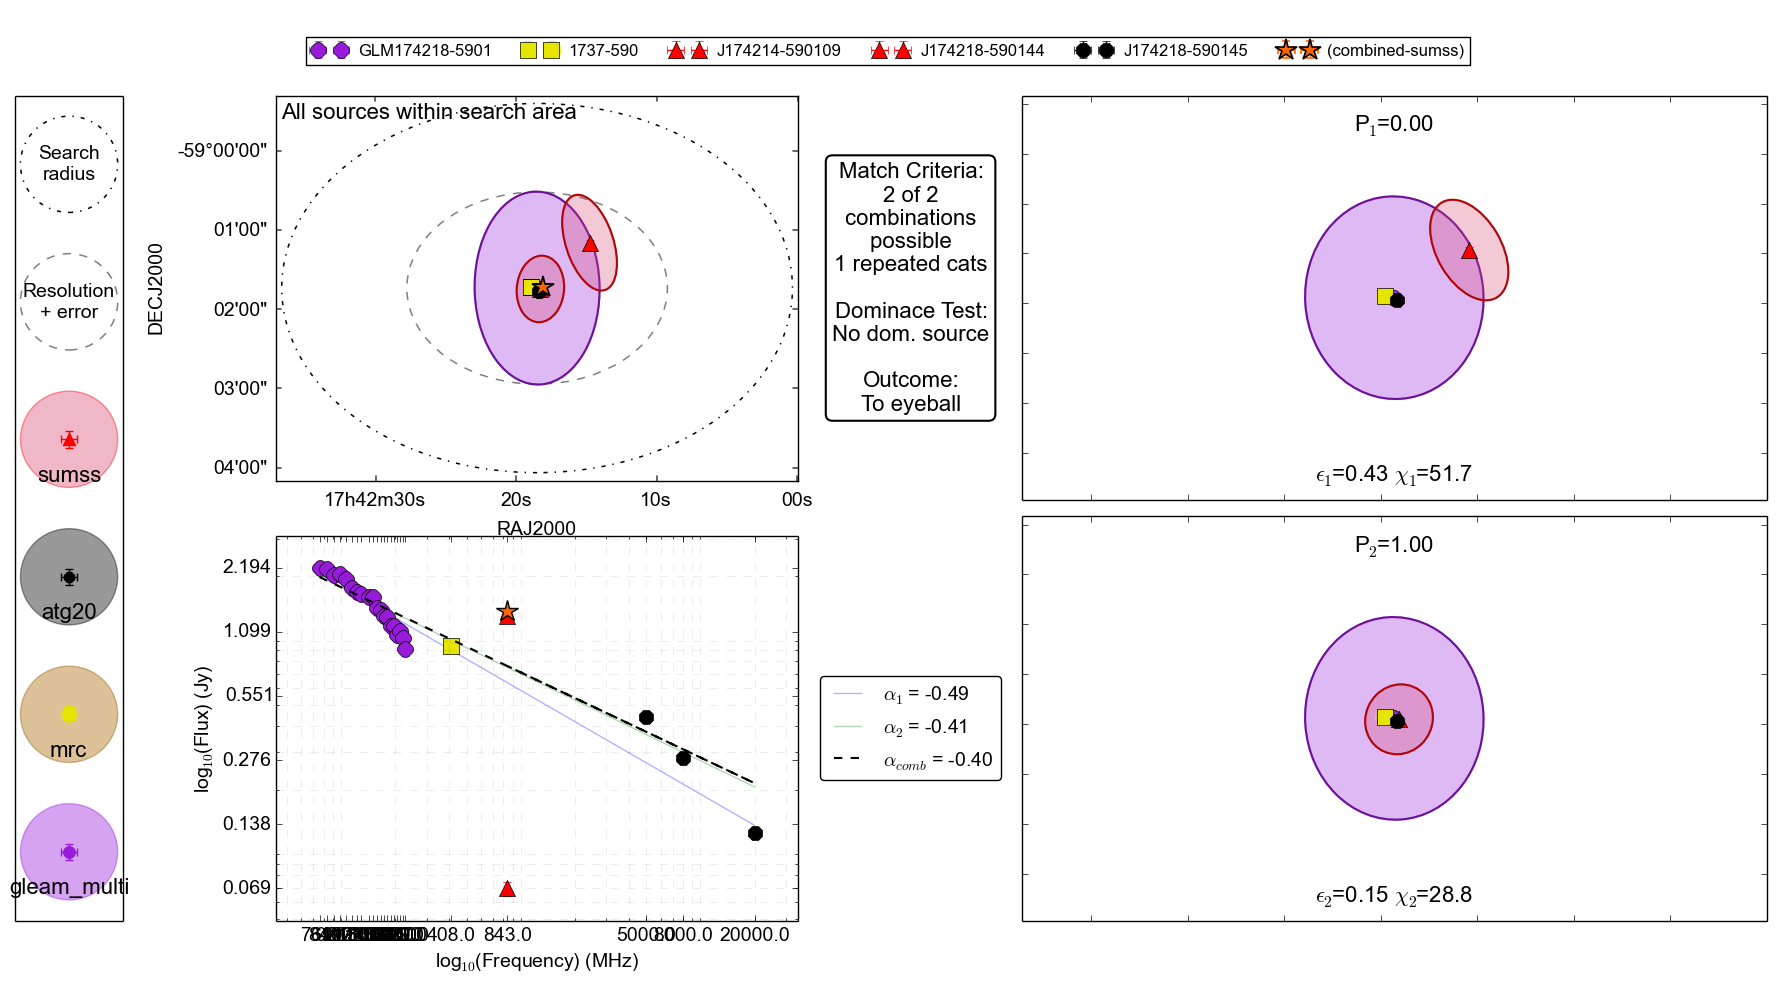 GLM174218-5901 1737-590 J174214-590109 J174218-590144 J174218-590145 (combined-sumss)
Search
radius
Resolution
+ error
sumss
atg20
mrc
gleam_multi
All sources within search area
DECJ2000
-59°00'00"
01'00"
02'00"
03'00"
04'00"
17h42m30s 20s 10s 00s
RAJ2000
Match Criteria:
2 of 2
combinations
possible
1 repeated cats
Dominace Test:
No dom. source
Outcome:
To eyeball
P1=0.00
ϵ1=0.43 χ1=51.7
P2=1.00
ϵ2=0.15 χ2=28.8
log10(Flux) (Jy)
2.194
1.099
0.551
0.276
0.138
0.069
408.0 843.0 5000.0 8000.0 20000.0
log10(Frequency) (MHz)
α1 = -0.49
α2 = -0.41
αcomb = -0.40